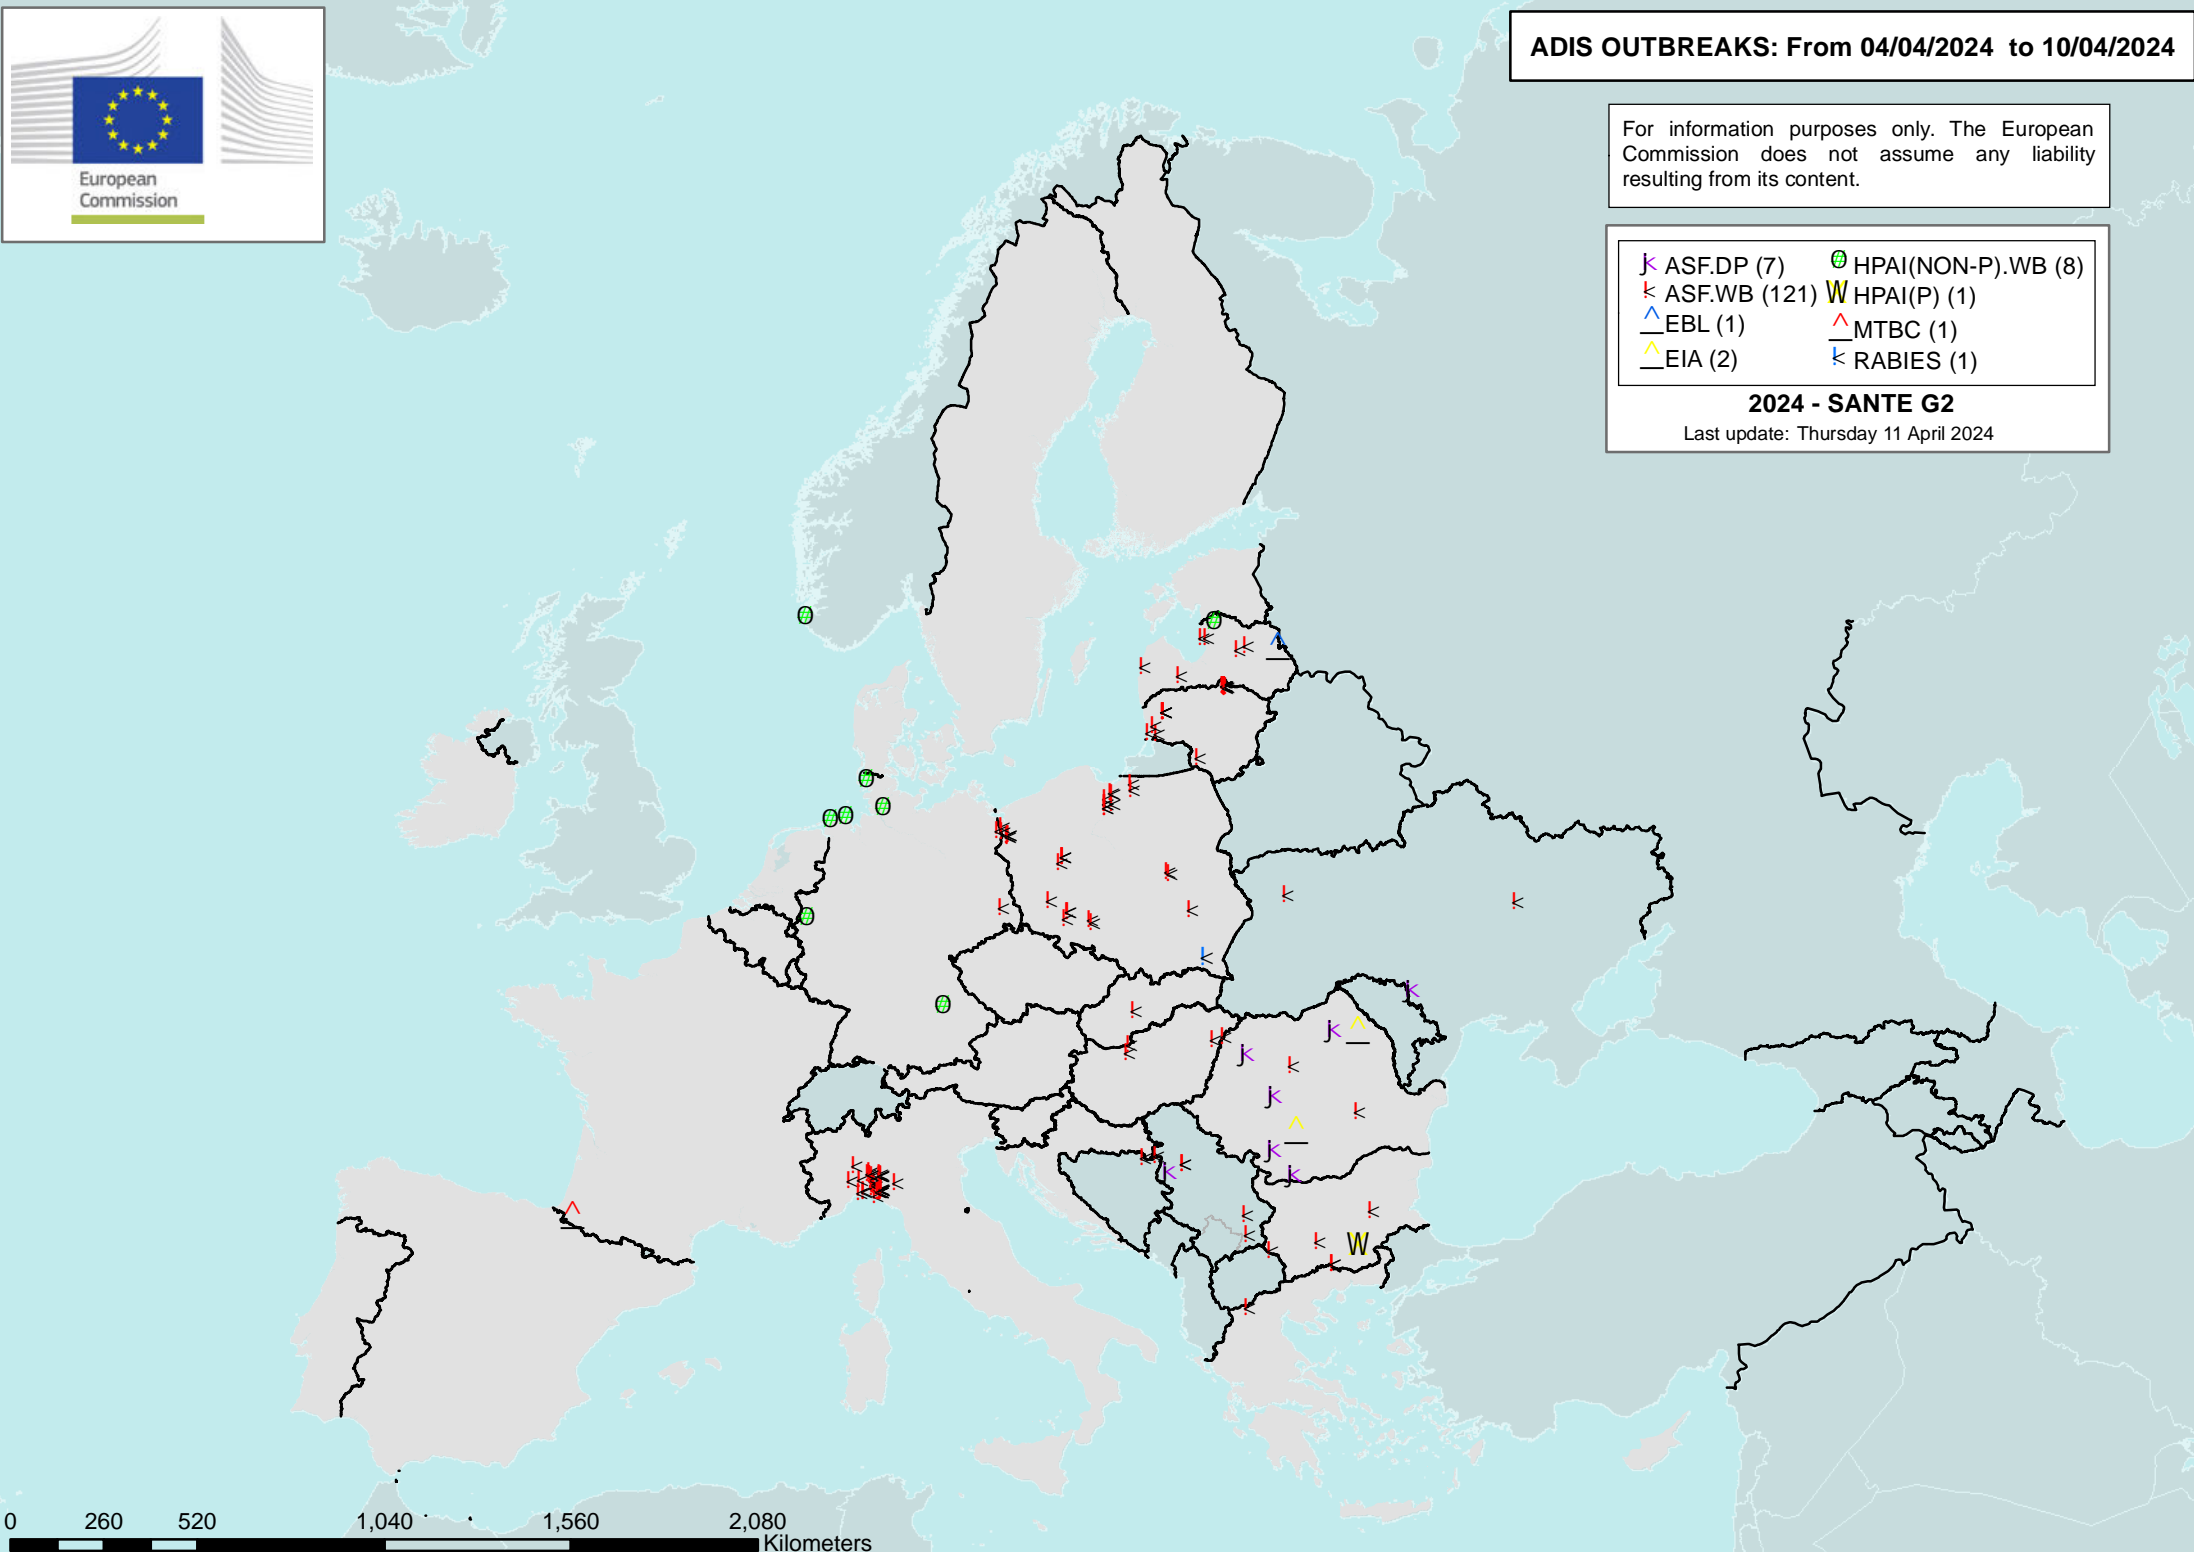 European
Commission
ADIS OUTBREAKS: From 04/04/2024 to 10/04/2024
For information purposes only. The European
Commission does not assume any liability
resulting from its content.
ASF.DP (7)
HPAI(NON-P).WB (8)
ASF.WB (121)
HPAI(P) (1)
EBL (1)
MTBC (1)
EIA (2)
RABIES (1)
2024 - SANTE G2
Last update: Thursday 11 April 2024
0 260 520 1,040 1,560 2,080
Kilometers